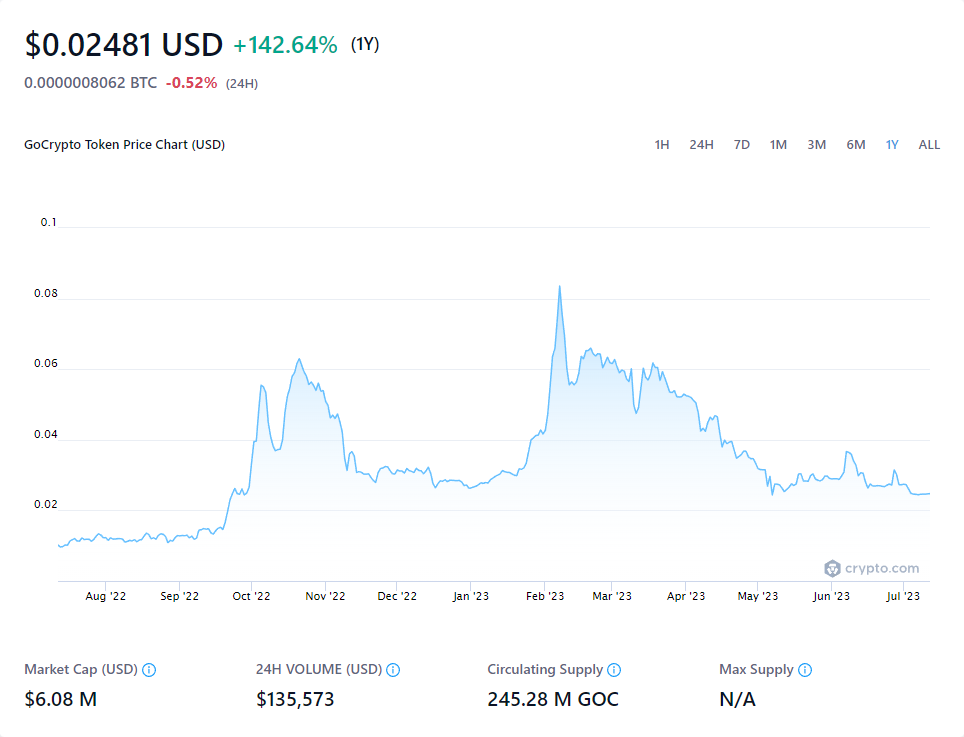 $0.02481 USD +142.64% (1Y)
0.0000008062 BTC -0.52% (24H)
GoCrypto Token Price Chart (USD)
1H 24H 7D 1M 3M 6M 1Y ALL
0.1
0.08
0.06
0.04
0.02
crypto.com
Aug '22 Sep '22 Oct '22 Nov '22 Dec '22 Jan '23 Feb '23 Mar '23 Apr '23 May '23 Jun '23 Jul '23
Market Cap (USD) 24H VOLUME (USD) Circulating Supply Max Supply
$6.08 M $135,573 245.28 M GOC N/A